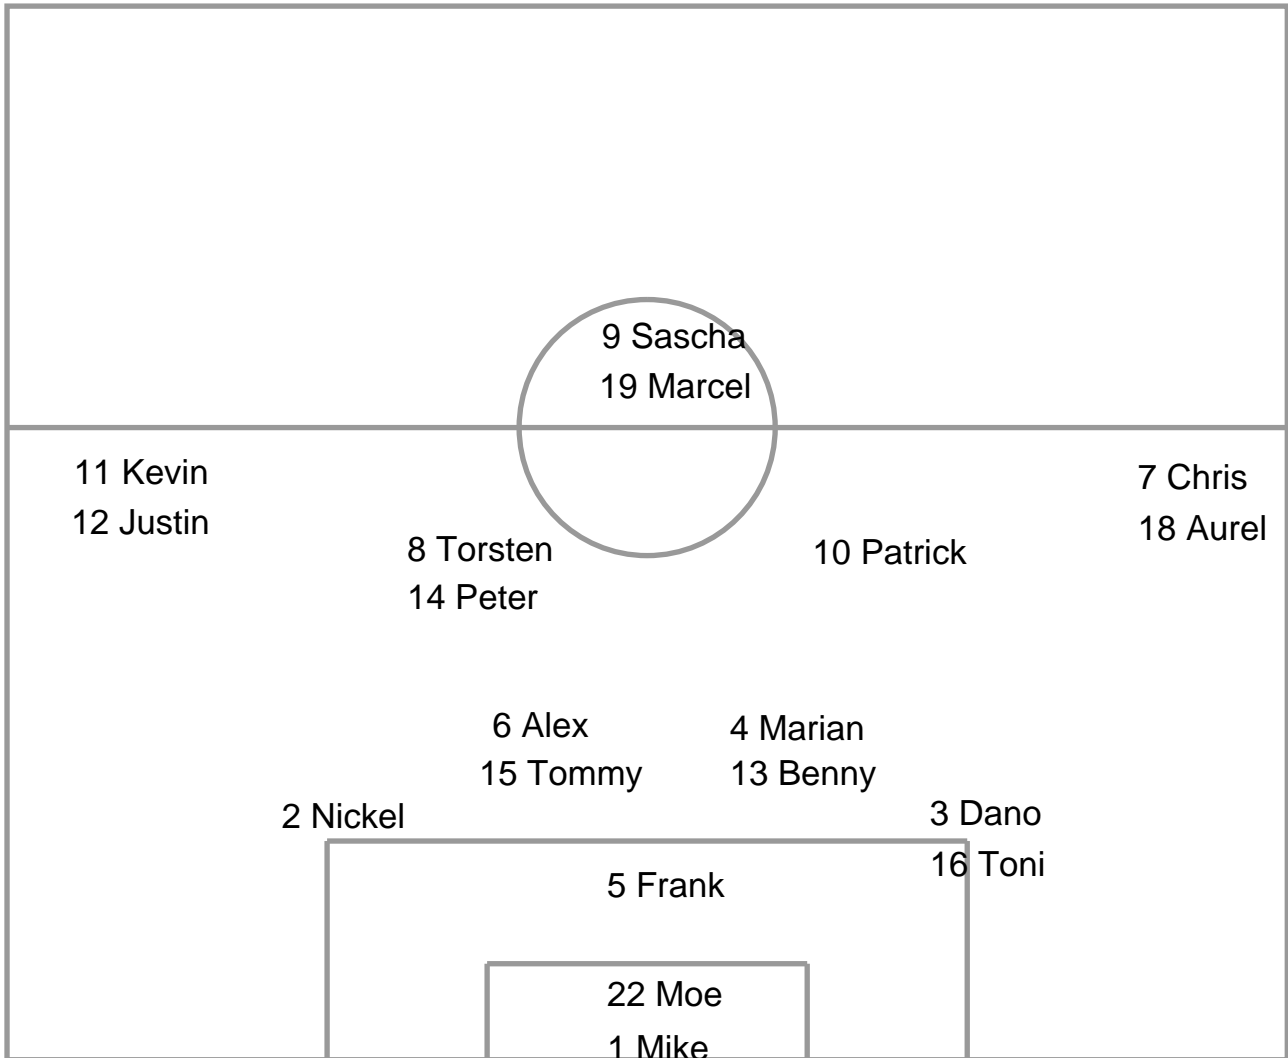 9 Sascha
19 Marcel
11 Kevin
12 Justin
7 Chris
18 Aurel
8 Torsten
14 Peter
10 Patrick
6 Alex
15 Tommy
4 Marian
13 Benny
2 Nickel
3 Dano
16 Toni
5 Frank
22 Moe
1 Mike